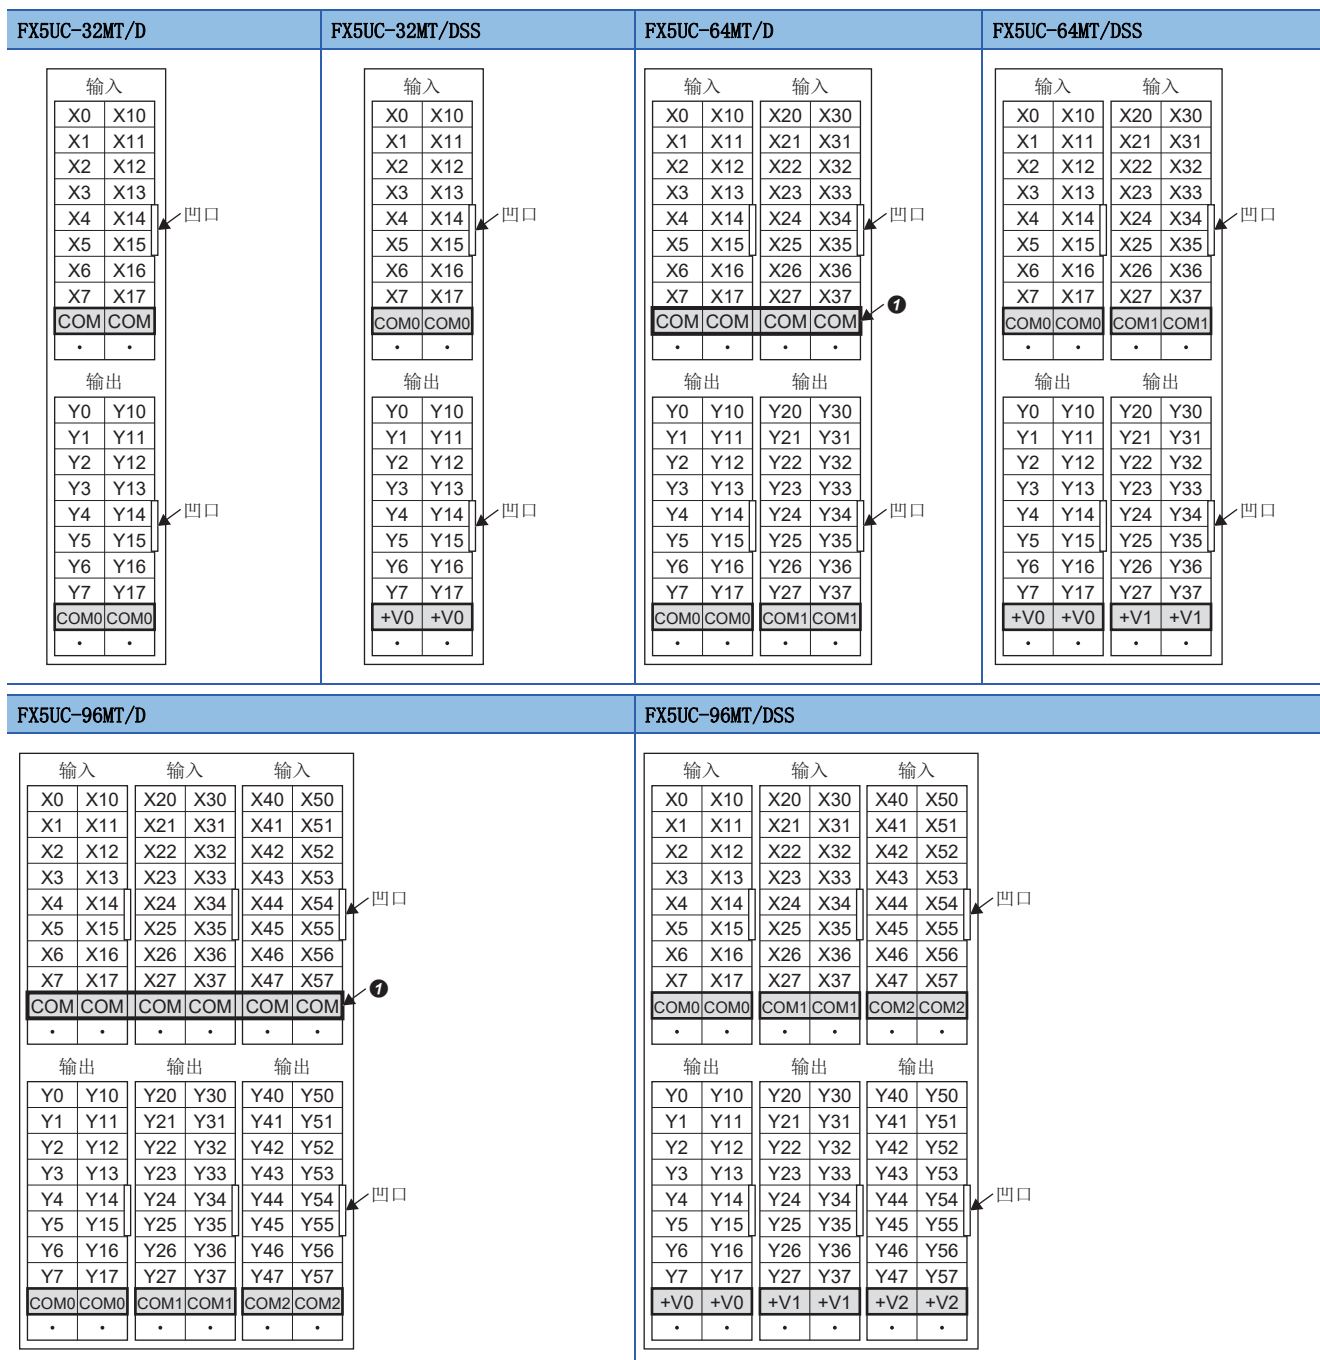 FX5UC-32MT/D FX5UC-32MT/DSS FX5UC-64MT/D FX5UC-64MT/DSS
输入 输入 输入 输入 输入 输入
X0 X10 X0 X10 X0 X10 X20 X30 X0 X10 X20 X30
X1 X11 X1 X11 X1 X11 X21 X31 X1 X11 X21 X31
X2 X12 X2 X12 X2 X12 X22 X32 X2 X12 X22 X32
X3 X13 X3 X13 X3 X13 X23 X33 X3 X13 X23 X33
X4 X14 凹口 X4 X14 凹口 X4 X14 X24 X34 凹口 X4 X14 X24 X34 凹口
X5 X15 X5 X15 X5 X15 X25 X35 X5 X15 X25 X35
X6 X16 X6 X16 X6 X16 X26 X36 X6 X16 X26 X36
X7 X17 X7 X17 X7 X17 X27 X37 ❶ X7 X17 X27 X37
COM COM COM0 COM0 COM COM COM COM COM0 COM0 COM1 COM1
• • • • • • • • • • • •
输出 输出 输出 输出 输出 输出
Y0 Y10 Y0 Y10 Y0 Y10 Y20 Y30 Y0 Y10 Y20 Y30
Y1 Y11 Y1 Y11 Y1 Y11 Y21 Y31 Y1 Y11 Y21 Y31
Y2 Y12 Y2 Y12 Y2 Y12 Y22 Y32 Y2 Y12 Y22 Y32
Y3 Y13 Y3 Y13 Y3 Y13 Y23 Y33 Y3 Y13 Y23 Y33
Y4 Y14 凹口 Y4 Y14 凹口 Y4 Y14 Y24 Y34 凹口 Y4 Y14 Y24 Y34 凹口
Y5 Y15 Y5 Y15 Y5 Y15 Y25 Y35 Y5 Y15 Y25 Y35
Y6 Y16 Y6 Y16 Y6 Y16 Y26 Y36 Y6 Y16 Y26 Y36
Y7 Y17 Y7 Y17 Y7 Y17 Y27 Y37 Y7 Y17 Y27 Y37
COM0 COM0 +V0 +V0 COM0 COM0 COM1 COM1 +V0 +V0 +V1 +V1
• • • • • • • • • • • •
FX5UC-96MT/D FX5UC-96MT/DSS
输入 输入 输入 输入 输入 输入
X0 X10 X20 X30 X40 X50 X0 X10 X20 X30 X40 X50
X1 X11 X21 X31 X41 X51 X1 X11 X21 X31 X41 X51
X2 X12 X22 X32 X42 X52 X2 X12 X22 X32 X42 X52
X3 X13 X23 X33 X43 X53 X3 X13 X23 X33 X43 X53
X4 X14 X24 X34 X44 X54 凹口 X4 X14 X24 X34 X44 X54 凹口
X5 X15 X25 X35 X45 X55 X5 X15 X25 X35 X45 X55
X6 X16 X26 X36 X46 X56 X6 X16 X26 X36 X46 X56
X7 X17 X27 X37 X47 X57 ❶ X7 X17 X27 X37 X47 X57
COM COM COM COM COM COM COM0 COM0 COM1 COM1 COM2 COM2
• • • • • • • • • • • •
输出 输出 输出 输出 输出 输出
Y0 Y10 Y20 Y30 Y40 Y50 Y0 Y10 Y20 Y30 Y40 Y50
Y1 Y11 Y21 Y31 Y41 Y51 Y1 Y11 Y21 Y31 Y41 Y51
Y2 Y12 Y22 Y32 Y42 Y52 Y2 Y12 Y22 Y32 Y42 Y52
Y3 Y13 Y23 Y33 Y43 Y53 Y3 Y13 Y23 Y33 Y43 Y53
Y4 Y14 Y24 Y34 Y44 Y54 凹口 Y4 Y14 Y24 Y34 Y44 Y54 凹口
Y5 Y15 Y25 Y35 Y45 Y55 Y5 Y15 Y25 Y35 Y45 Y55
Y6 Y16 Y26 Y36 Y46 Y56 Y6 Y16 Y26 Y36 Y46 Y56
Y7 Y17 Y27 Y37 Y47 Y57 Y7 Y17 Y27 Y37 Y47 Y57
COM0 COM0 COM1 COM1 COM2 COM2 +V0 +V0 +V1 +V1 +V2 +V2
• • • • • • • • • • • •